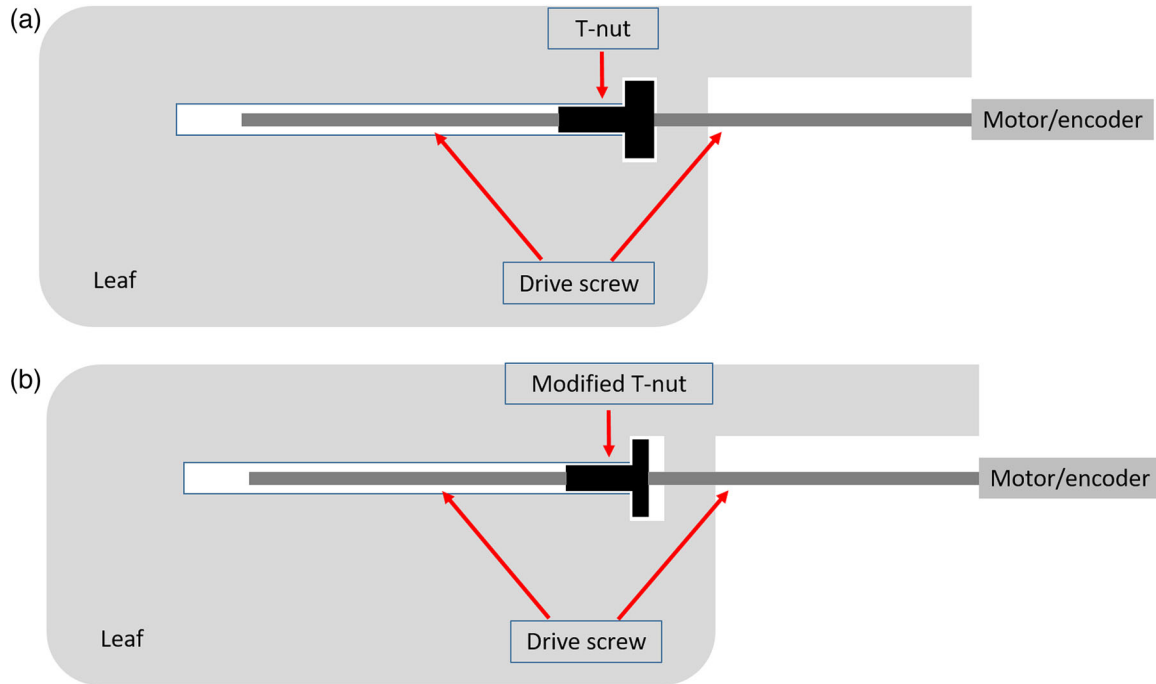 (a)
T-nut
Motor/encoder
Drive screw
Leaf
(b)
Modified T-nut
Motor/encoder
Drive screw
Leaf